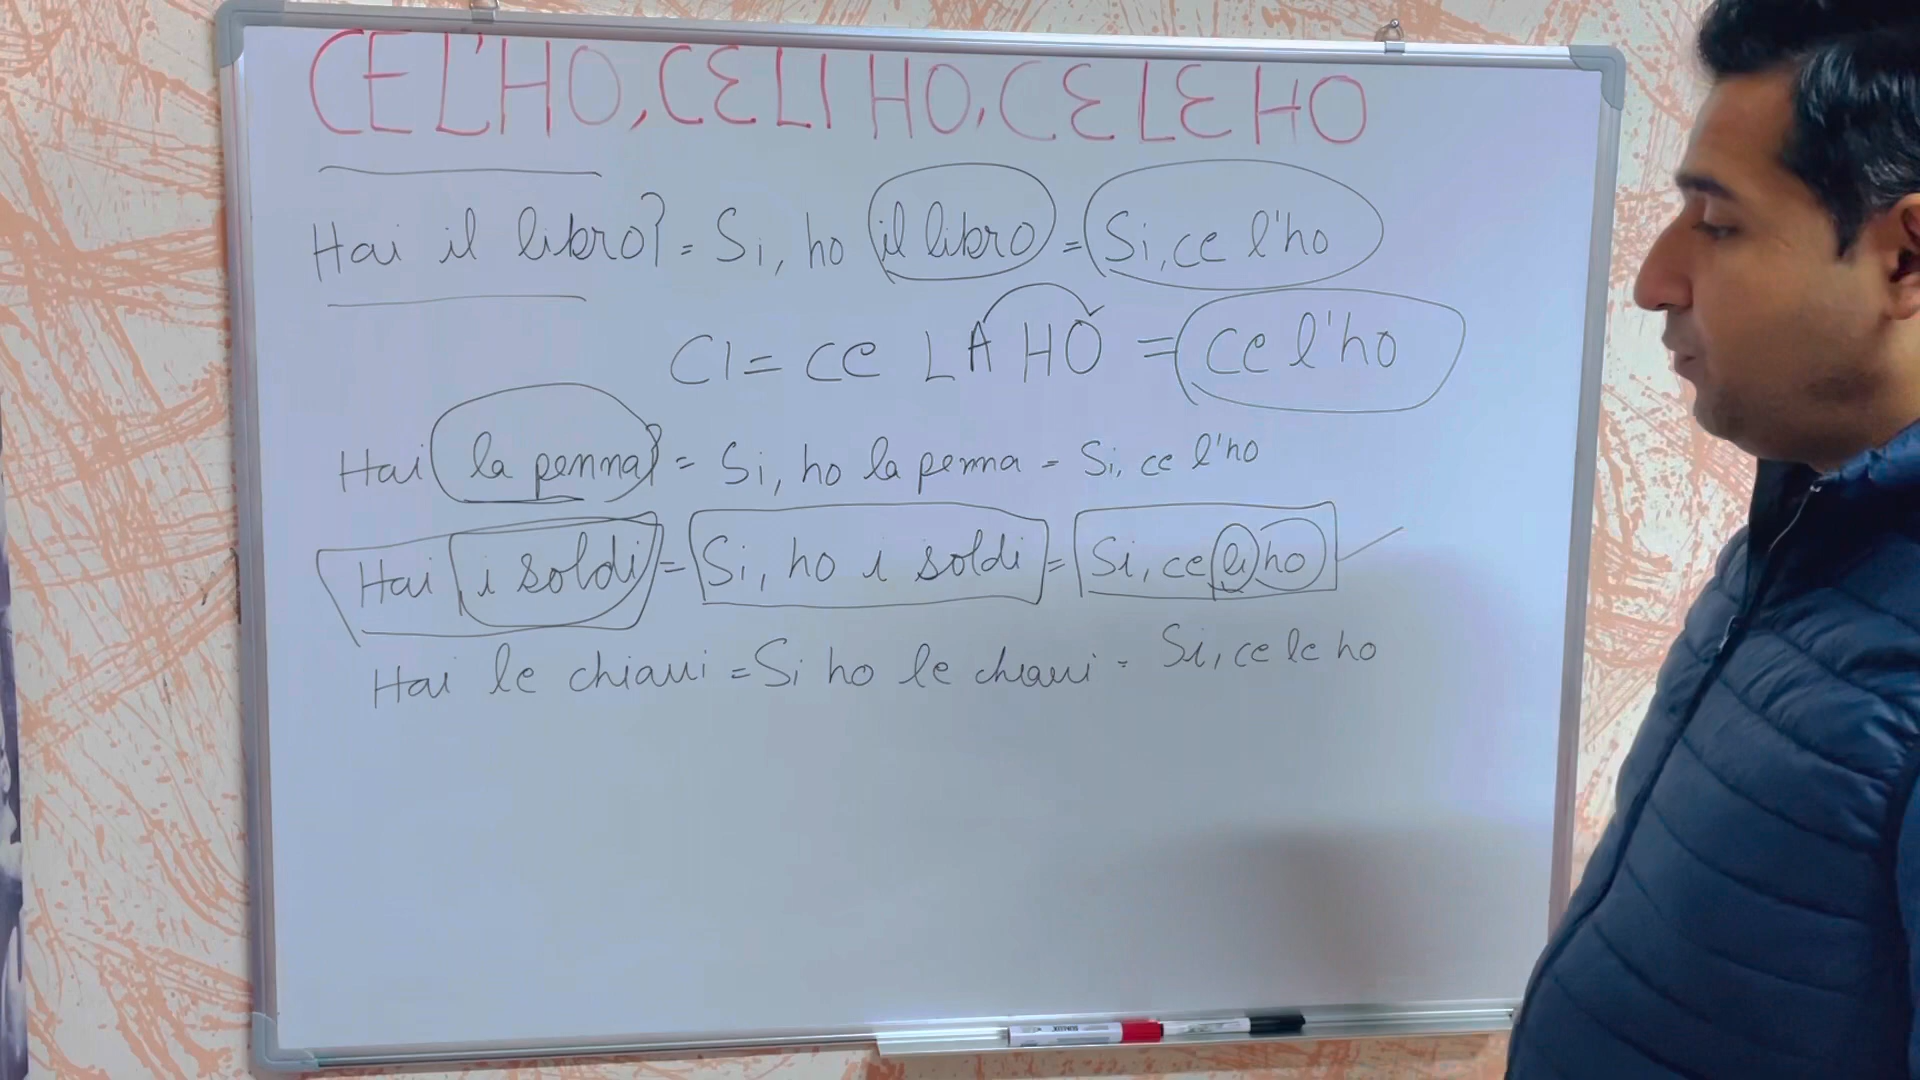 CE L'HO, CE LI HO, CE LE HO
Hai il libro? = Si, ho il libro = Si, ce l'ho
CI = ce LA HO = ce l'ho
Hai la penna? = Si, ho la penna = Si, ce l'ho
Hai i soldi = Si, ho i soldi = Si, ce li ho
Hai le chiavi = Si ho le chiavi = Si, ce le ho